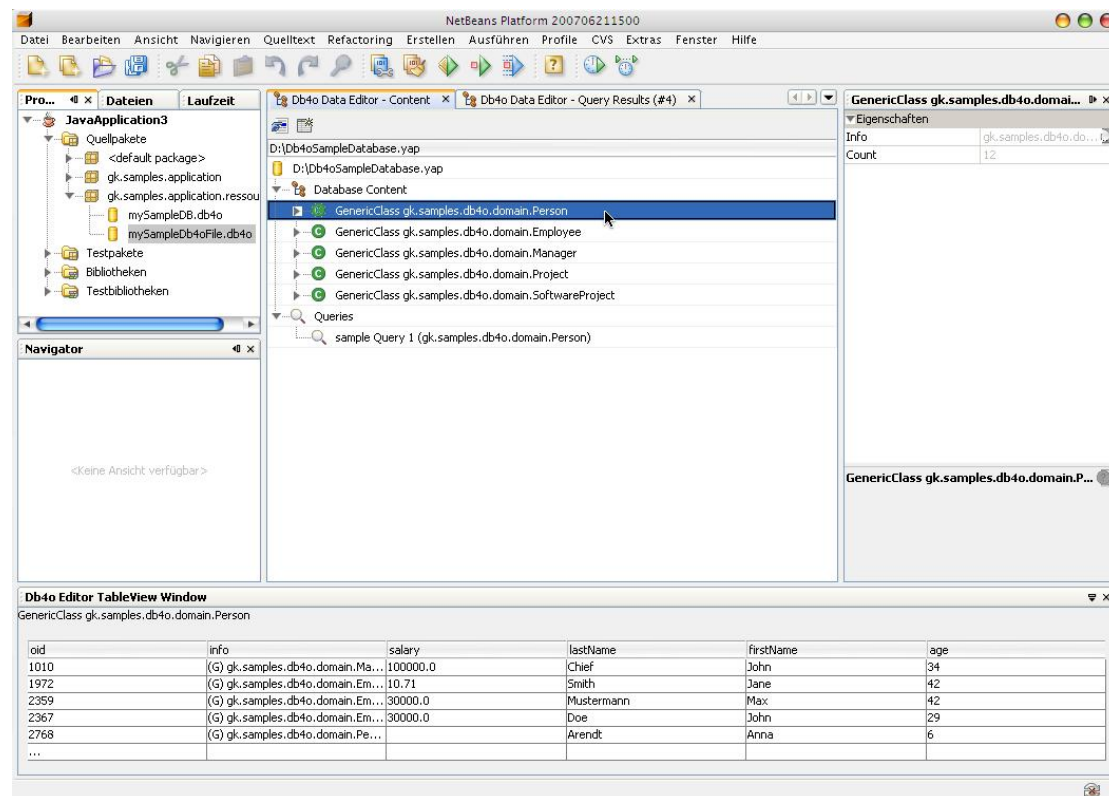 NetBeans Platform 200706211500
Datei Bearbeiten Ansicht Navigieren Quelltext Refactoring Erstellen Ausführen Profile CVS Extras Fenster Hilfe
Pro... Dateien Laufzeit
JavaApplication3
Quellpakete
<default package>
gk.samples.application
gk.samples.application.ressou
mySampleDB.db4o
mySampleDb4oFile.db4o
Testpakete
Bibliotheken
Testbibliotheken
Navigator
<Keine Ansicht verfügbar>
Db4o Data Editor - Content Db4o Data Editor - Query Results (#4)
D:\Db4oSampleDatabase.yap
D:\Db4oSampleDatabase.yap
Database Content
GenericClass gk.samples.db4o.domain.Person
GenericClass gk.samples.db4o.domain.Employee
GenericClass gk.samples.db4o.domain.Manager
GenericClass gk.samples.db4o.domain.Project
GenericClass gk.samples.db4o.domain.SoftwareProject
Queries
sample Query 1 (gk.samples.db4o.domain.Person)
GenericClass gk.samples.db4o.domai...
Eigenschaften
Info gk.samples.db4o.do...
Count 12
GenericClass gk.samples.db4o.domain.P...
Db4o Editor TableView Window
GenericClass gk.samples.db4o.domain.Person
oid info salary lastName firstName age
1010 (G) gk.samples.db4o.domain.Ma... 100000.0 Chief John 34
1972 (G) gk.samples.db4o.domain.Em... 10.71 Smith Jane 42
2359 (G) gk.samples.db4o.domain.Em... 30000.0 Mustermann Max 42
2367 (G) gk.samples.db4o.domain.Em... 30000.0 Doe John 29
2768 (G) gk.samples.db4o.domain.Pe... Arendt Anna 6
...